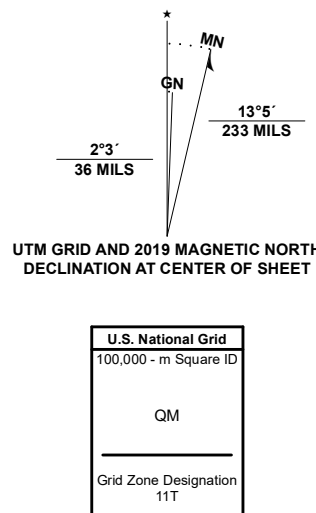 ★
MN
GN
13°5´
233 MILS
2°3´
36 MILS
UTM GRID AND 2019 MAGNETIC NORTH
DECLINATION AT CENTER OF SHEET
U.S. National Grid
100,000 - m Square ID
QM
Grid Zone Designation
11T